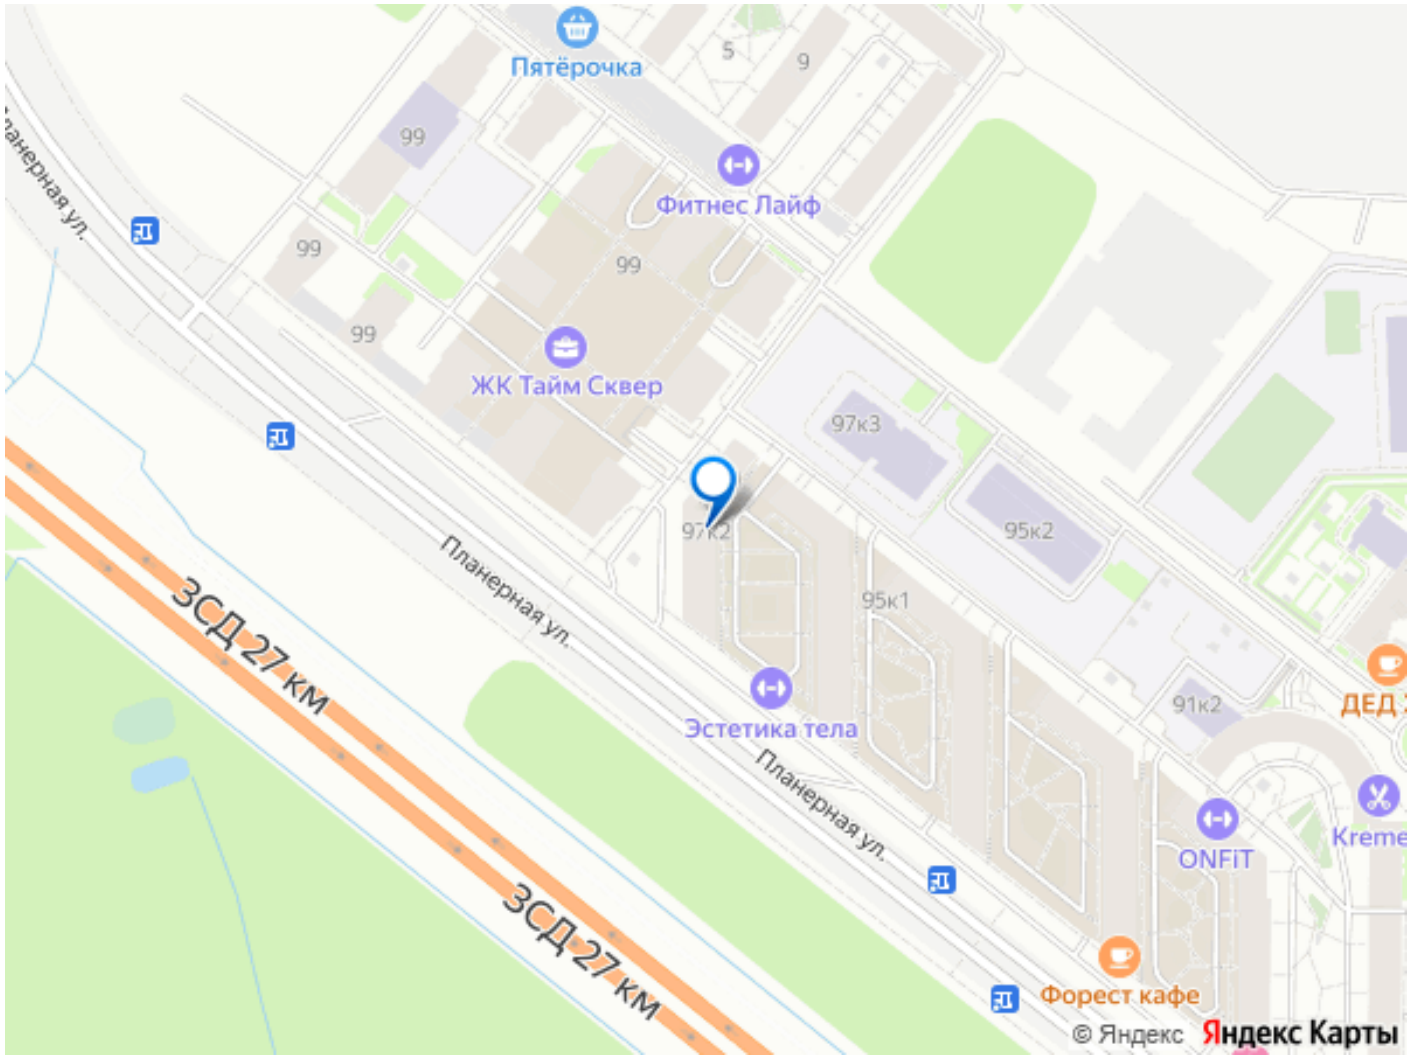 Пятёрочка
5
9
99
Фитнес Лайф
Планерная ул.
99
99
99
ЖК Тайм Сквер
97к3
97к2
95к2
Планерная ул.
95к1
ЗСД 27 км
91к2
ДЕД
Эстетика тела
Планерная ул.
ONFiT
Kreme
ЗСД 27 км
Форест кафе
© Яндекс Яндекс Карты